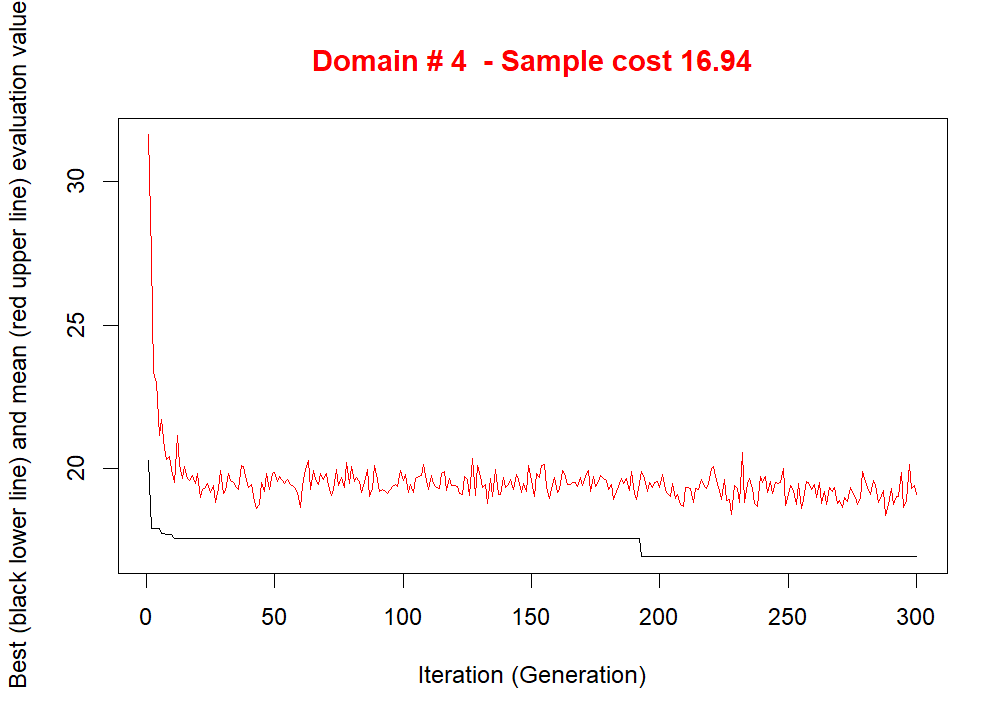 Domain # 4  - Sample cost 16.94
Best (black lower line) and mean (red upper line) evaluation value
30
25
20
0 50 100 150 200 250 300
Iteration (Generation)